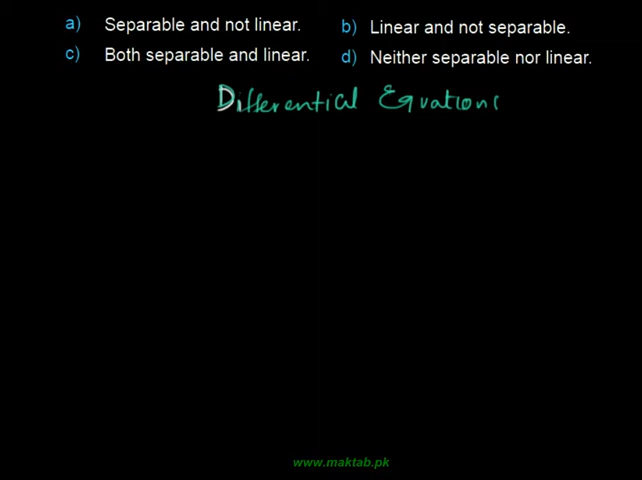 a) Separable and not linear. b) Linear and not separable.
c) Both separable and linear. d) Neither separable nor linear.
Differential Equations
www.maktab.pk